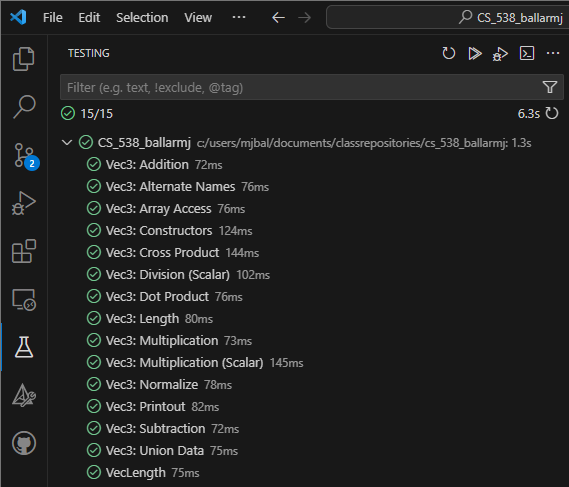 File Edit Selection View ··· CS_538_ballarmj
TESTING
Filter (e.g. text, !exclude, @tag)
15/15 6.3s
CS_538_ballarmj c:/users/mjbal/documents/classrepositories/cs_538_ballarmj: 1.3s
Vec3: Addition 72ms
Vec3: Alternate Names 76ms
Vec3: Array Access 76ms
Vec3: Constructors 124ms
2
Vec3: Cross Product 144ms
Vec3: Division (Scalar) 102ms
Vec3: Dot Product 76ms
Vec3: Length 80ms
Vec3: Multiplication 73ms
Vec3: Multiplication (Scalar) 145ms
Vec3: Normalize 78ms
Vec3: Printout 82ms
Vec3: Subtraction 72ms
Vec3: Union Data 75ms
VecLength 75ms